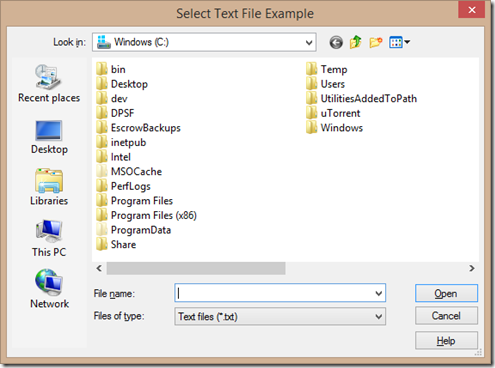 Select Text File Example
Look in: Windows (C:)
Recent places
Desktop
Libraries
This PC
Network
bin
Desktop
dev
DPSF
EscrowBackups
inetpub
Intel
MSOCache
PerfLogs
Program Files
Program Files (x86)
ProgramData
Share
Temp
Users
UtilitiesAddedToPath
uTorrent
Windows
File name:
Open
Files of type: Text files (*.txt)
Cancel
Help